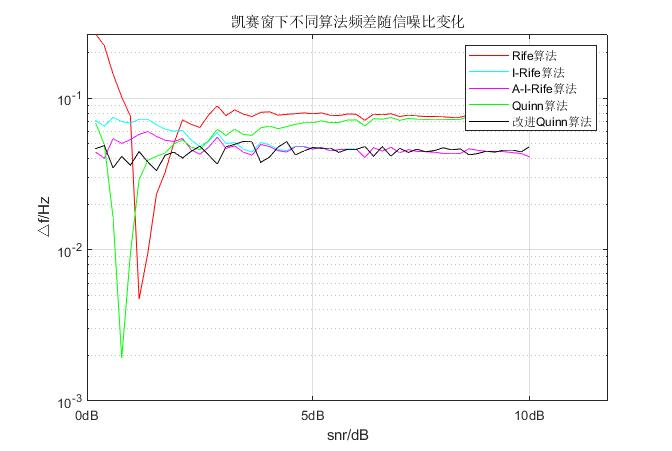 凯赛窗下不同算法频差随信噪比变化
Rife算法
I-Rife算法
A-I-Rife算法
Quinn算法
改进Quinn算法
10^-1
10^-2
10^-3
△f/Hz
0dB
5dB
10dB
snr/dB